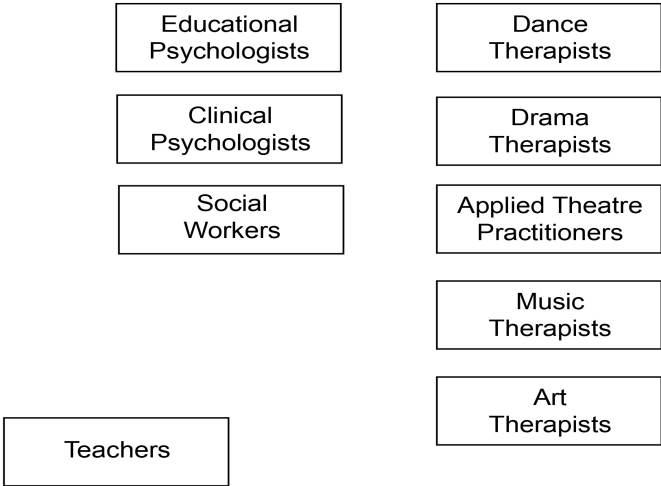 Educational
Psychologists
Clinical
Psychologists
Social
Workers
Teachers
Dance
Therapists
Drama
Therapists
Applied Theatre
Practitioners
Music
Therapists
Art
Therapists